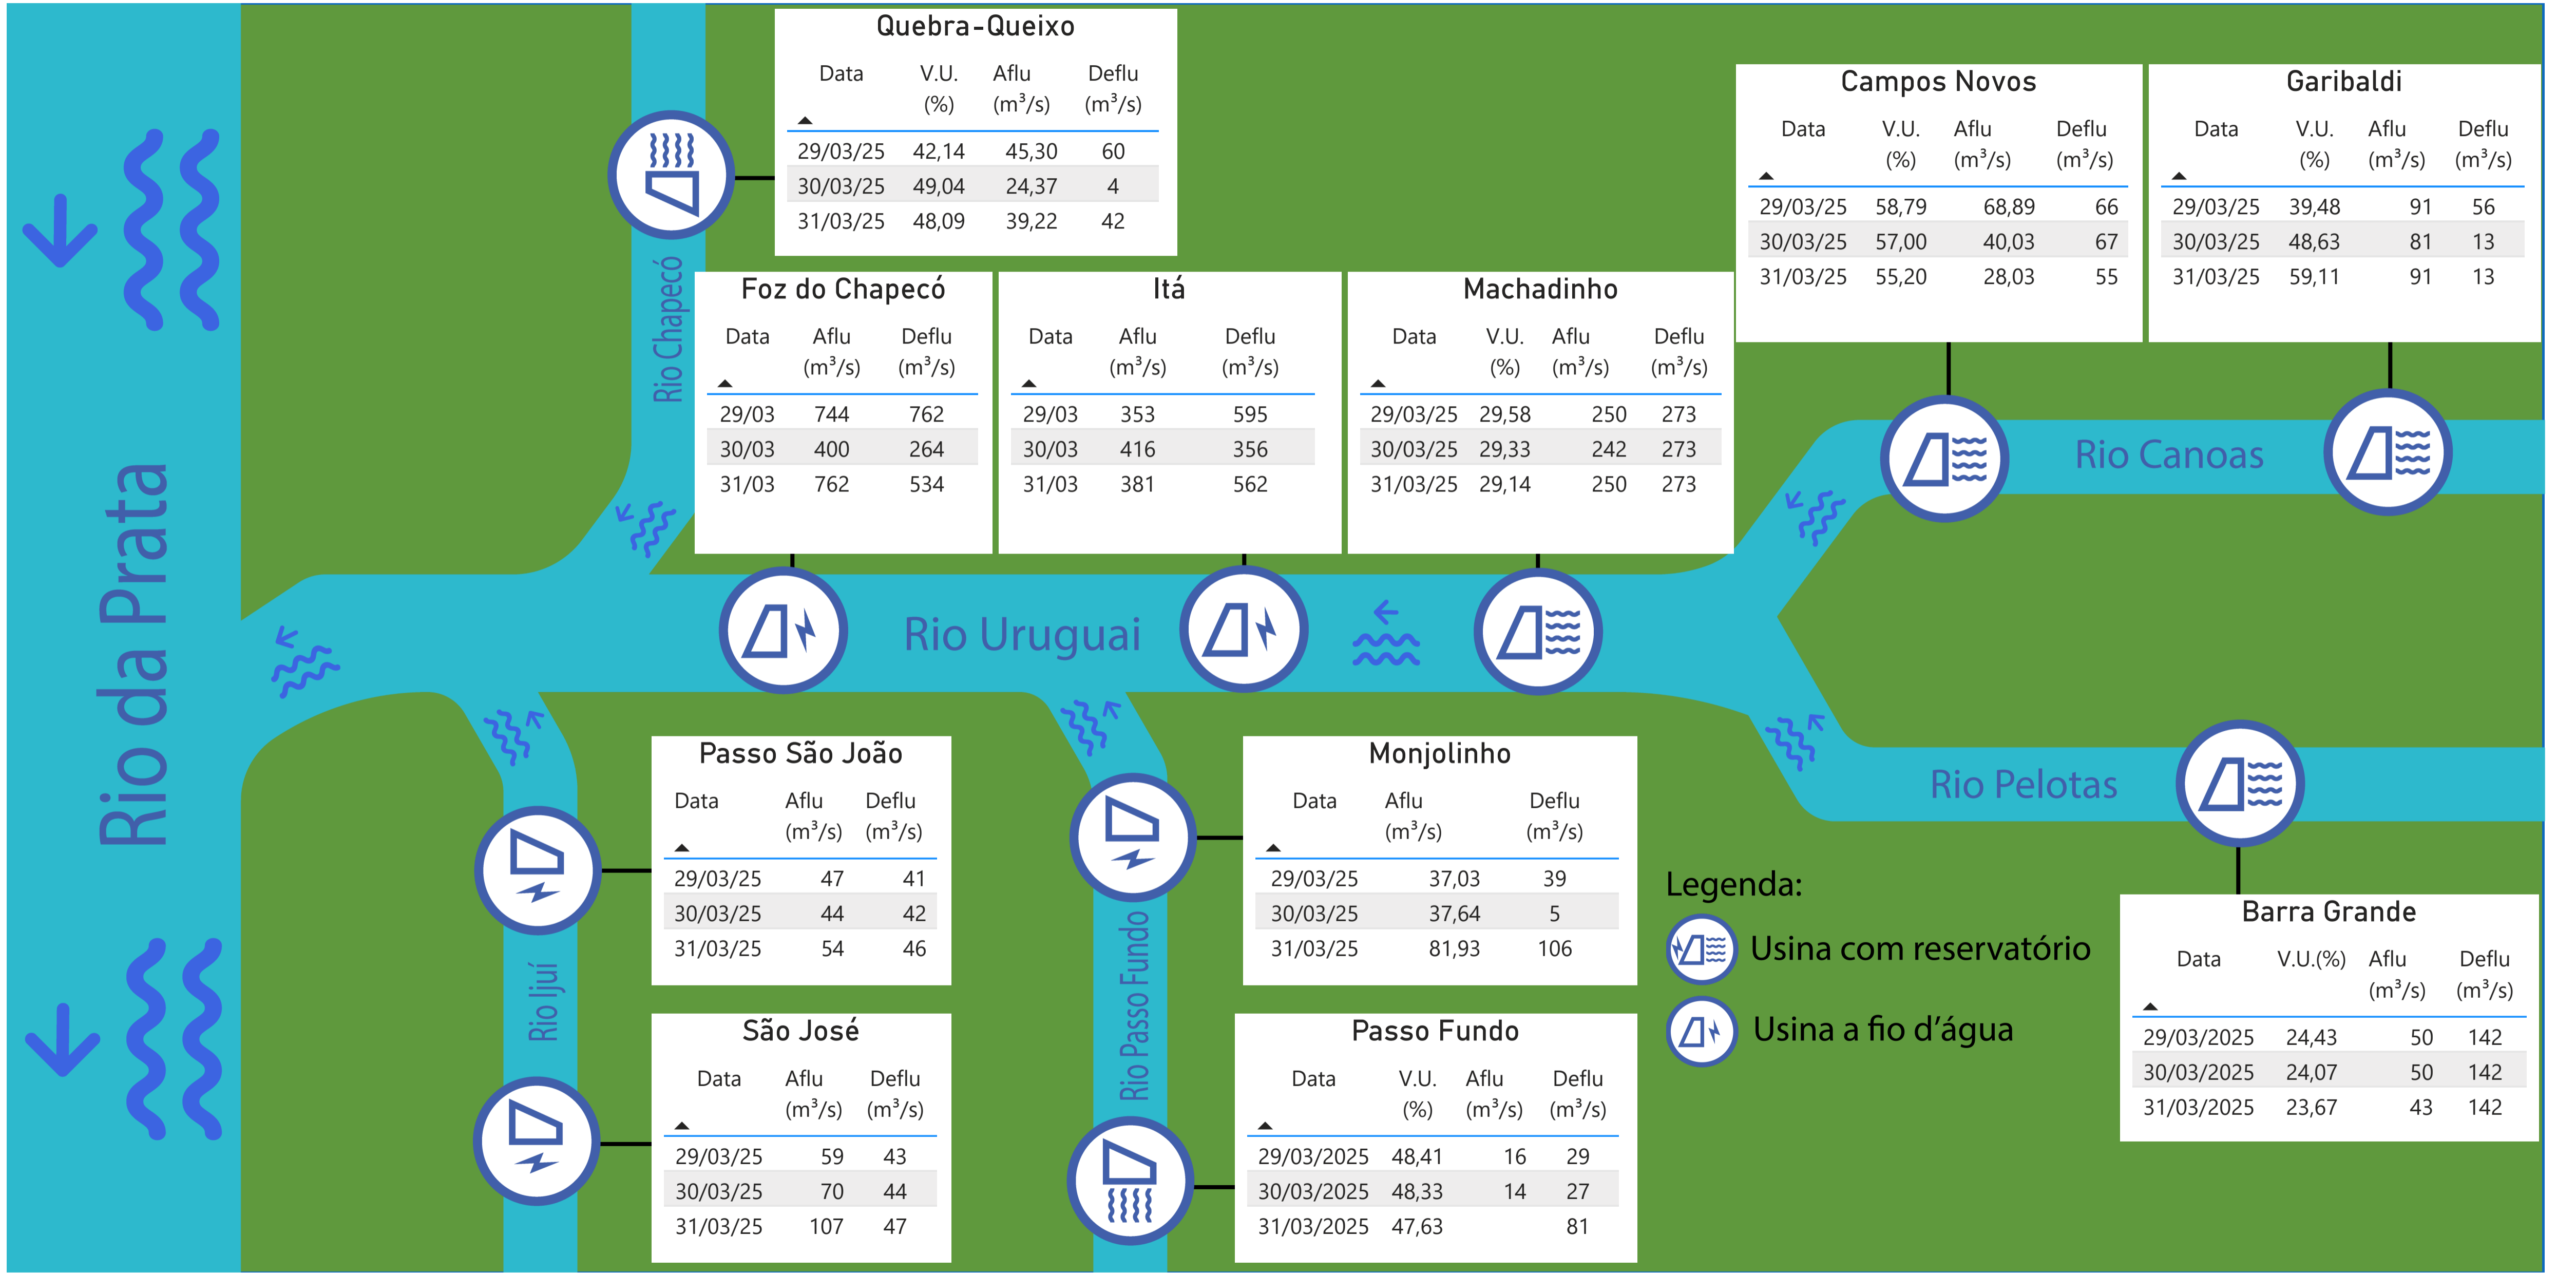 Quebra-Queixo
Data V.U. (%) Aflu (m³/s) Deflu (m³/s)
29/03/25 42,14 45,30 60
30/03/25 49,04 24,37 4
31/03/25 48,09 39,22 42
Campos Novos
Data V.U. (%) Aflu (m³/s) Deflu (m³/s)
29/03/25 58,79 68,89 66
30/03/25 57,00 40,03 67
31/03/25 55,20 28,03 55
Garibaldi
Data V.U. (%) Aflu (m³/s) Deflu (m³/s)
29/03/25 39,48 91 56
30/03/25 48,63 81 13
31/03/25 59,11 91 13
Rio Chapecó
Foz do Chapecó
Data Aflu (m³/s) Deflu (m³/s)
29/03 744 762
30/03 400 264
31/03 762 534
Itá
Data Aflu (m³/s) Deflu (m³/s)
29/03 353 595
30/03 416 356
31/03 381 562
Machadinho
Data V.U. (%) Aflu (m³/s) Deflu (m³/s)
29/03/25 29,58 250 273
30/03/25 29,33 242 273
31/03/25 29,14 250 273
Rio Canoas
Rio da Prata
Rio Uruguai
Rio Pelotas
Passo São João
Data Aflu (m³/s) Deflu (m³/s)
29/03/25 47 41
30/03/25 44 42
31/03/25 54 46
Monjolinho
Data Aflu (m³/s) Deflu (m³/s)
29/03/25 37,03 39
30/03/25 37,64 5
31/03/25 81,93 106
Rio Ijuí
São José
Data Aflu (m³/s) Deflu (m³/s)
29/03/25 59 43
30/03/25 70 44
31/03/25 107 47
Rio Passo Fundo
Passo Fundo
Data V.U. (%) Aflu (m³/s) Deflu (m³/s)
29/03/2025 48,41 16 29
30/03/2025 48,33 14 27
31/03/2025 47,63 81
Legenda:
Usina com reservatório
Usina a fio d'água
Barra Grande
Data V.U.(%) Aflu (m³/s) Deflu (m³/s)
29/03/2025 24,43 50 142
30/03/2025 24,07 50 142
31/03/2025 23,67 43 142